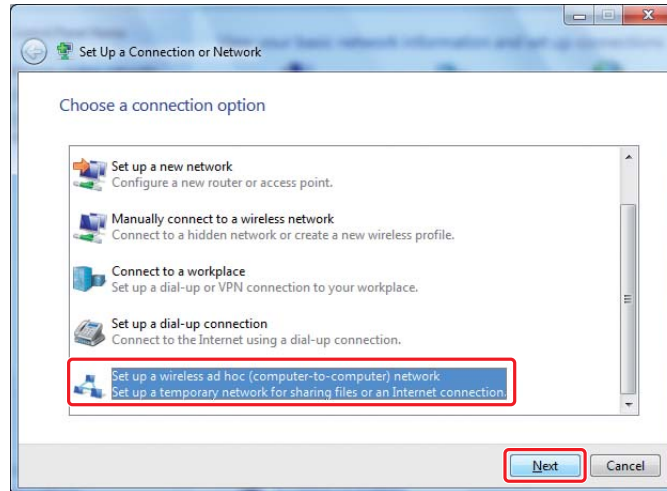 Set Up a Connection or Network
Choose a connection option
Set up a new network
Configure a new router or access point.
Manually connect to a wireless network
Connect to a hidden network or create a new wireless profile.
Connect to a workplace
Set up a dial-up or VPN connection to your workplace.
Set up a dial-up connection
Connect to the Internet using a dial-up connection.
Set up a wireless ad hoc (computer-to-computer) network
Set up a temporary network for sharing files or an Internet connection.
Next
Cancel